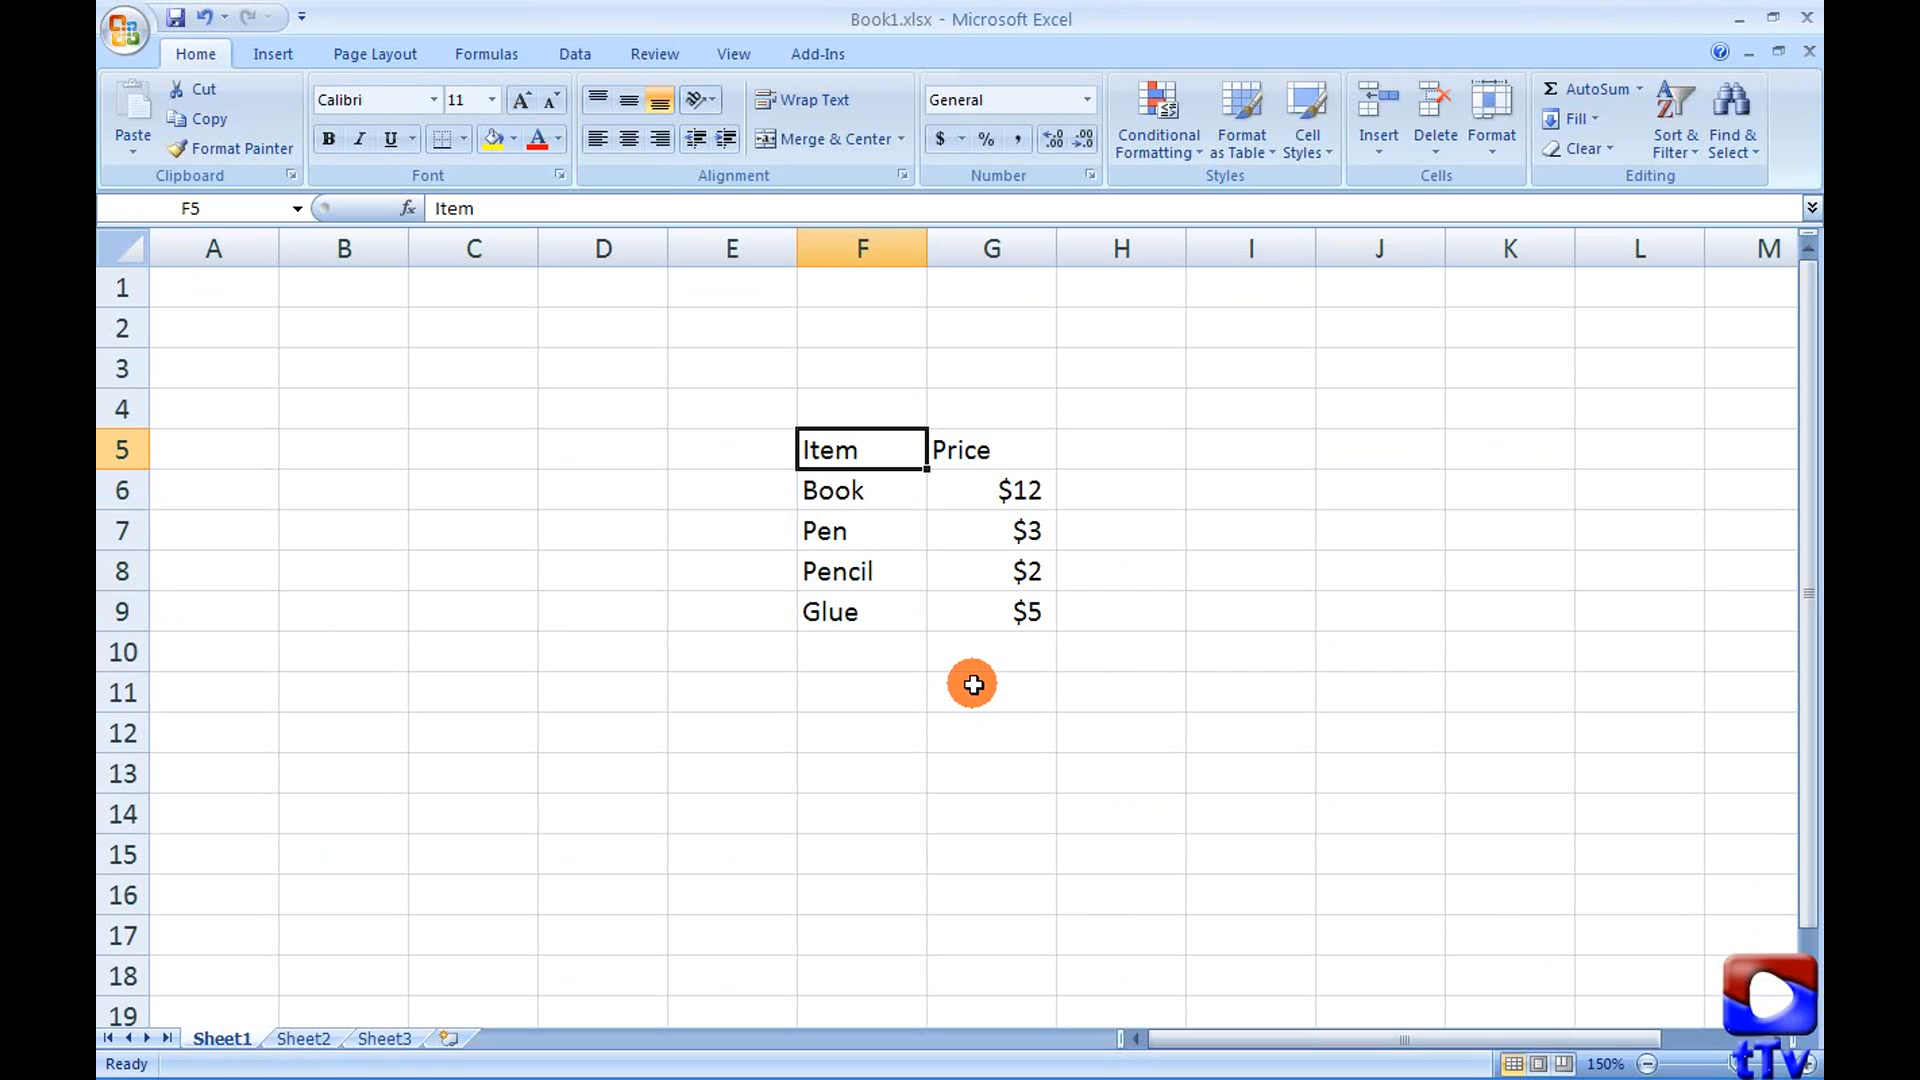 Book1.xlsx - Microsoft Excel
Home Insert Page Layout Formulas Data Review View Add-Ins
Paste
Cut
Copy
Format Painter
Clipboard
Calibri 11
B I U A
Font
Wrap Text
Merge & Center
Alignment
General
$ % ,
Number
Conditional Formatting
Format as Table
Cell Styles
Styles
Insert Delete Format
Cells
Σ AutoSum
Fill
Clear
Sort & Filter
Find & Select
Editing
F5 fx Item
A B C D E F G H I J K L M
1
2
3
4
5 Item Price
6 Book $12
7 Pen $3
8 Pencil $2
9 Glue $5
10
11
12
13
14
15
16
17
18
19
Sheet1 Sheet2 Sheet3
Ready 150%
tTv